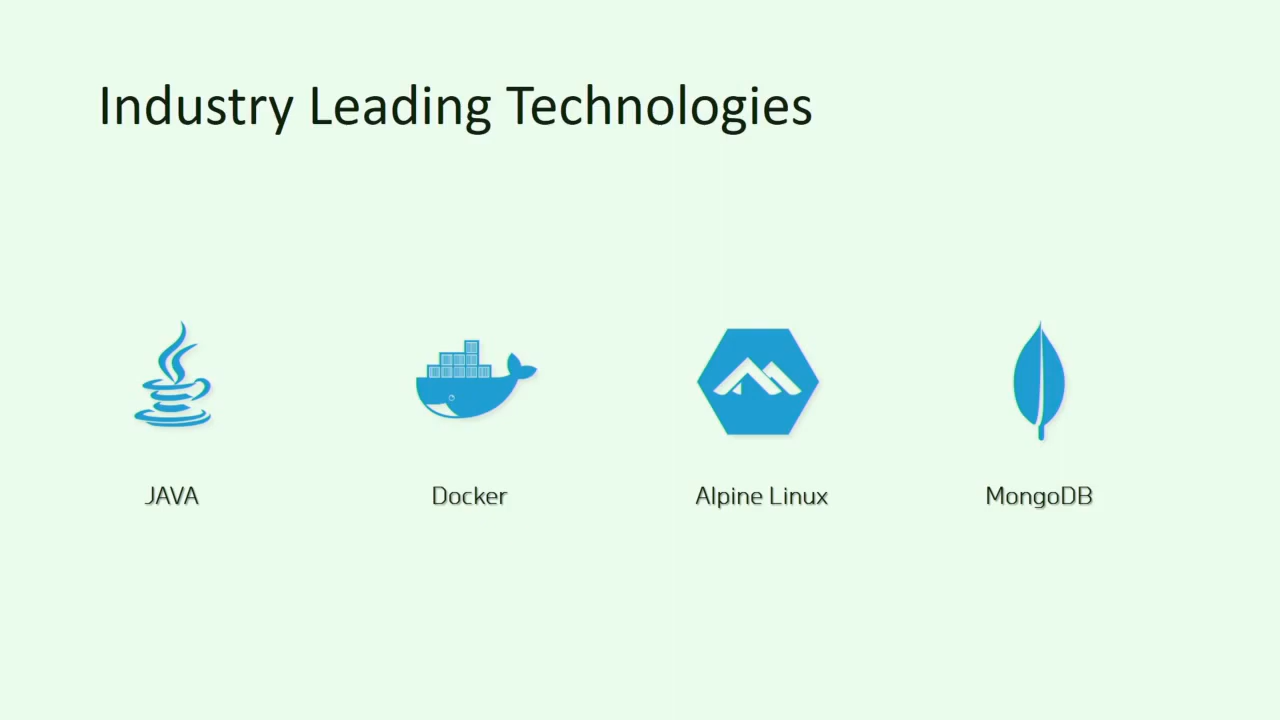 Industry Leading Technologies
JAVA
Docker
Alpine Linux
MongoDB